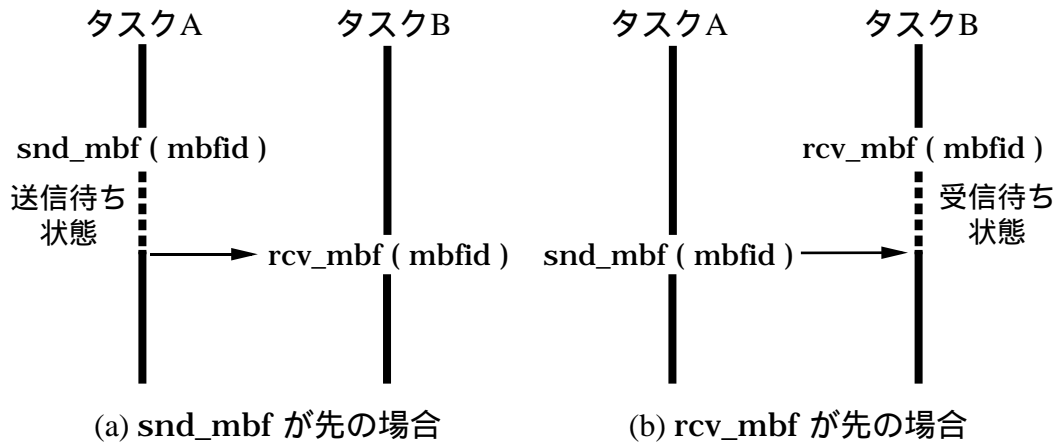 タスクA タスクB タスクA タスクB
snd_mbf ( mbfid ) rcv_mbf ( mbfid )
送信待ち 受信待ち
状態 状態
rcv_mbf ( mbfid ) snd_mbf ( mbfid )
(a) snd_mbf が先の場合 (b) rcv_mbf が先の場合